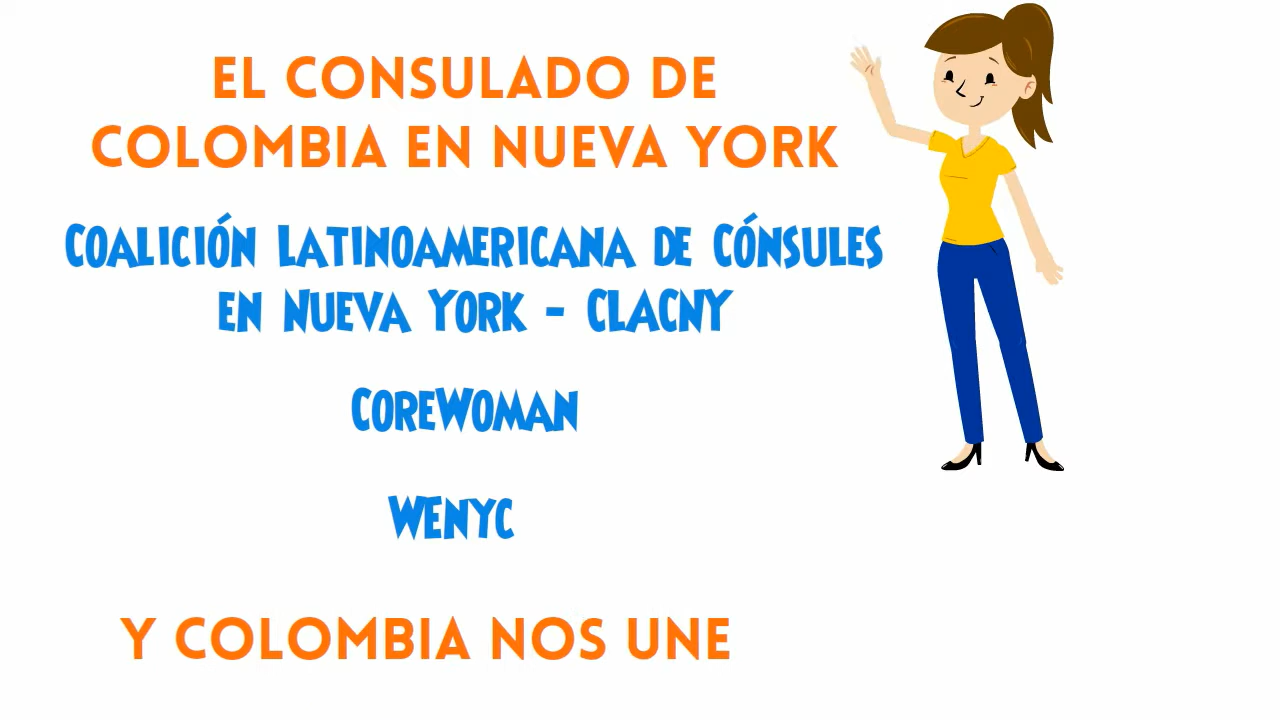 EL CONSULADO DE
COLOMBIA EN NUEVA YORK
COALICIÓN LATINOAMERICANA DE CÓNSULES
EN NUEVA YORK - CLACNY
COREWOMAN
WENYC
Y COLOMBIA NOS UNE